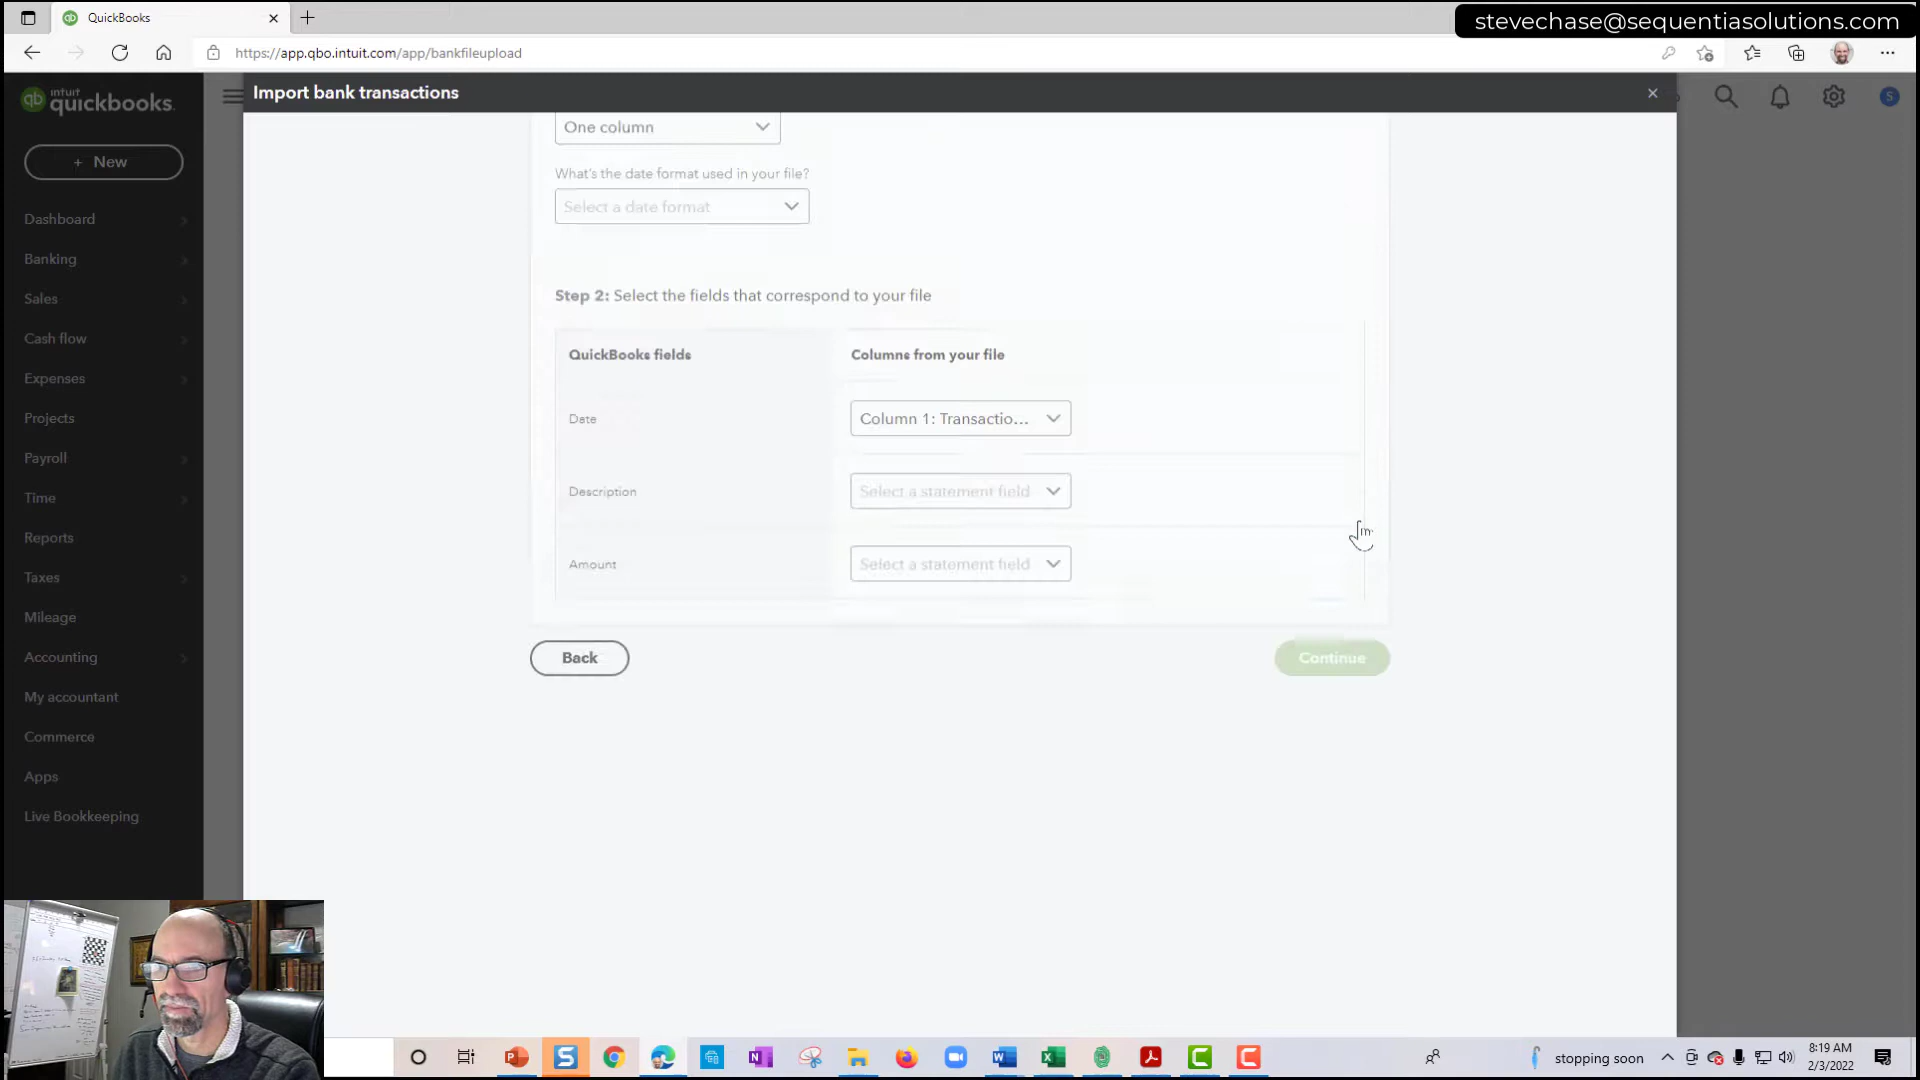 QuickBooks
stevechase@sequentiasolutions.com
https://app.qbo.intuit.com/app/bankfileupload
intuit
quickbooks.
Import bank transactions
S
+ New
Dashboard
Banking
Sales
Cash flow
Expenses
Projects
Payroll
Time
Reports
Taxes
Mileage
Accounting
My accountant
Commerce
Apps
Live Bookkeeping
One column
What's the date format used in your file?
Select a date format
Step 2: Select the fields that correspond to your file
QuickBooks fields
Columns from your file
Date
Column 1: Transactio...
Description
Select a statement field
Amount
Select a statement field
Back
Continue
stopping soon
8:19 AM
2/3/2022